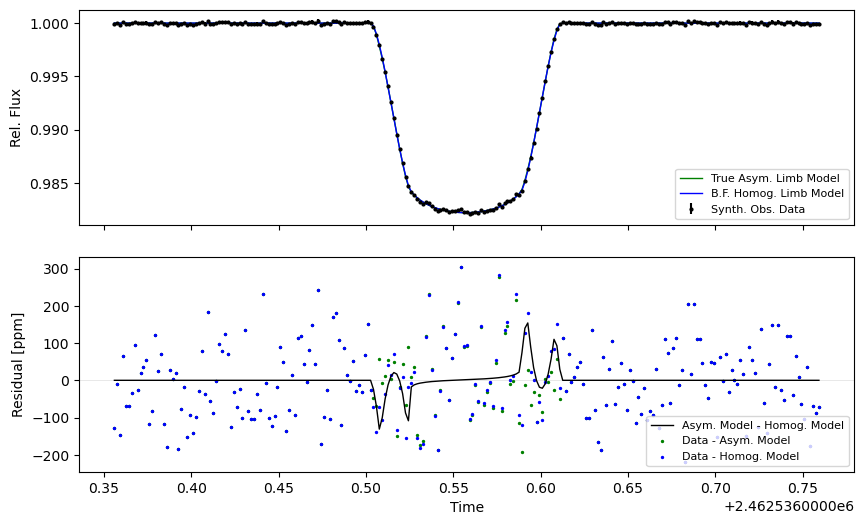 1.000
0.995
0.990
0.985
Rel. Flux
True Asym. Limb Model
B.F. Homog. Limb Model
Synth. Obs. Data
300
200
100
0
−100
−200
Residual [ppm]
Asym. Model - Homog. Model
Data - Asym. Model
Data - Homog. Model
0.35 0.40 0.45 0.50 0.55 0.60 0.65 0.70 0.75
Time
+2.4625360000e6